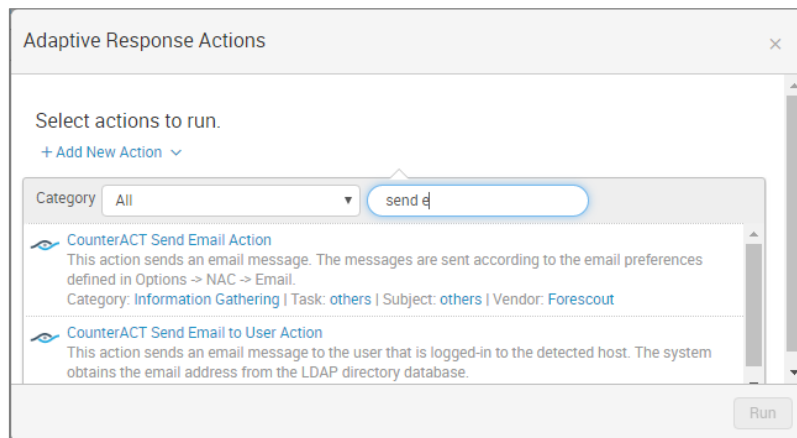 Adaptive Response Actions
×
Select actions to run.
+ Add New Action
Category All send e
CounterACT Send Email Action
This action sends an email message. The messages are sent according to the email preferences
defined in Options -> NAC -> Email.
Category: Information Gathering | Task: others | Subject: others | Vendor: Forescout
CounterACT Send Email to User Action
This action sends an email message to the user that is logged-in to the detected host. The system
obtains the email address from the LDAP directory database.
Run